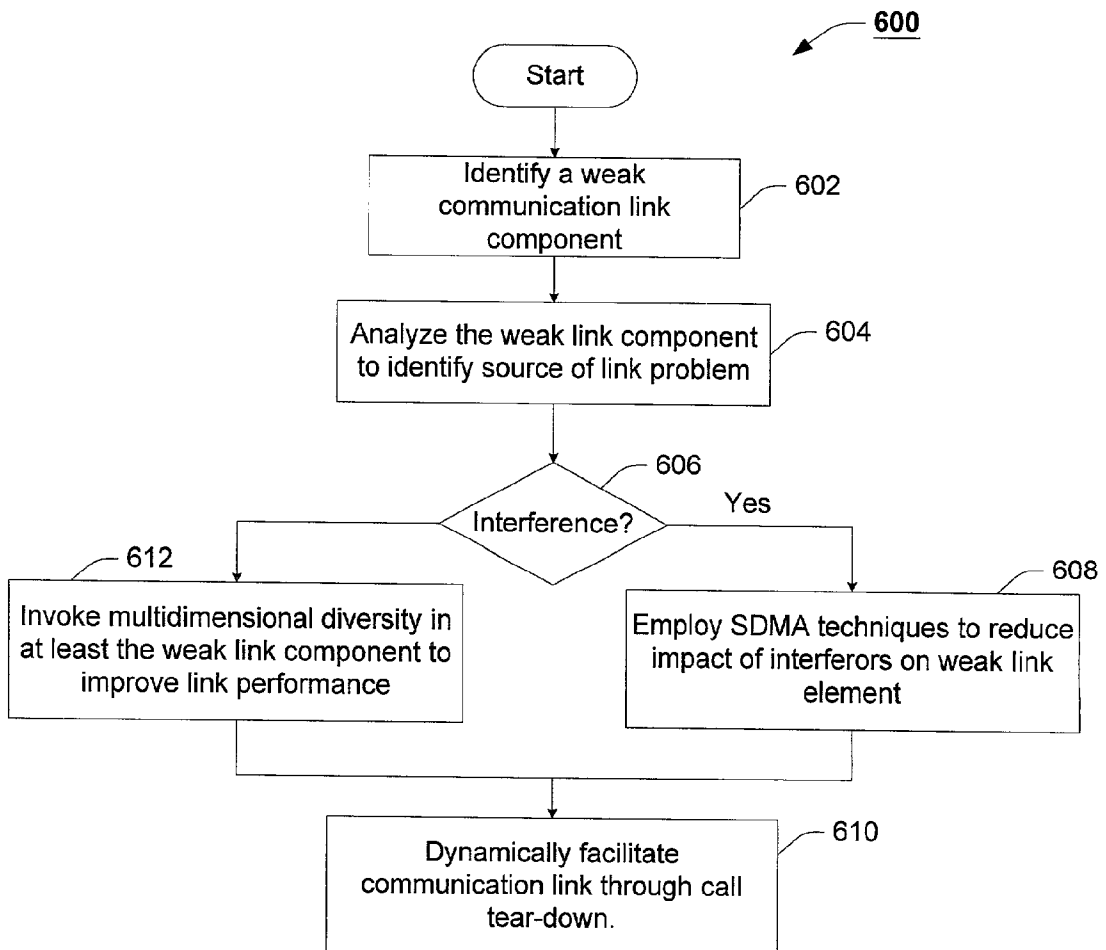 600
Start
Identify a weak
communication link
component
602
Analyze the weak link component
to identify source of link problem
604
606
Interference?
Yes
612
Invoke multidimensional diversity in
at least the weak link component to
improve link performance
608
Employ SDMA techniques to reduce
impact of interferors on weak link
element
610
Dynamically facilitate
communication link through call
tear-down.